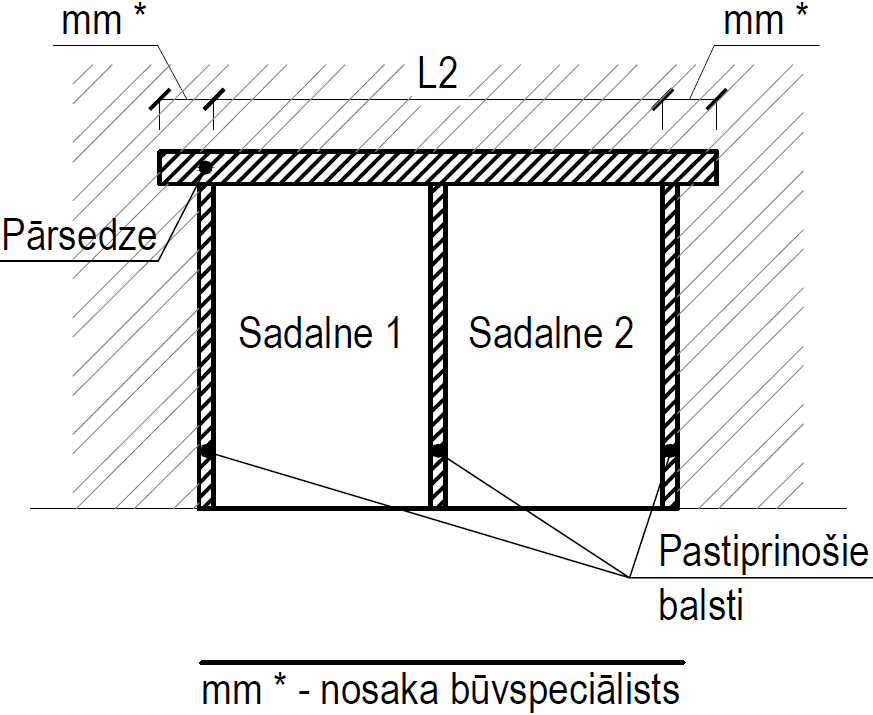 mm *
mm *
L2
Pārsedze
Sadalne 1
Sadalne 2
Pastiprinošie
balsti
mm * - nosaka būvspeciālists